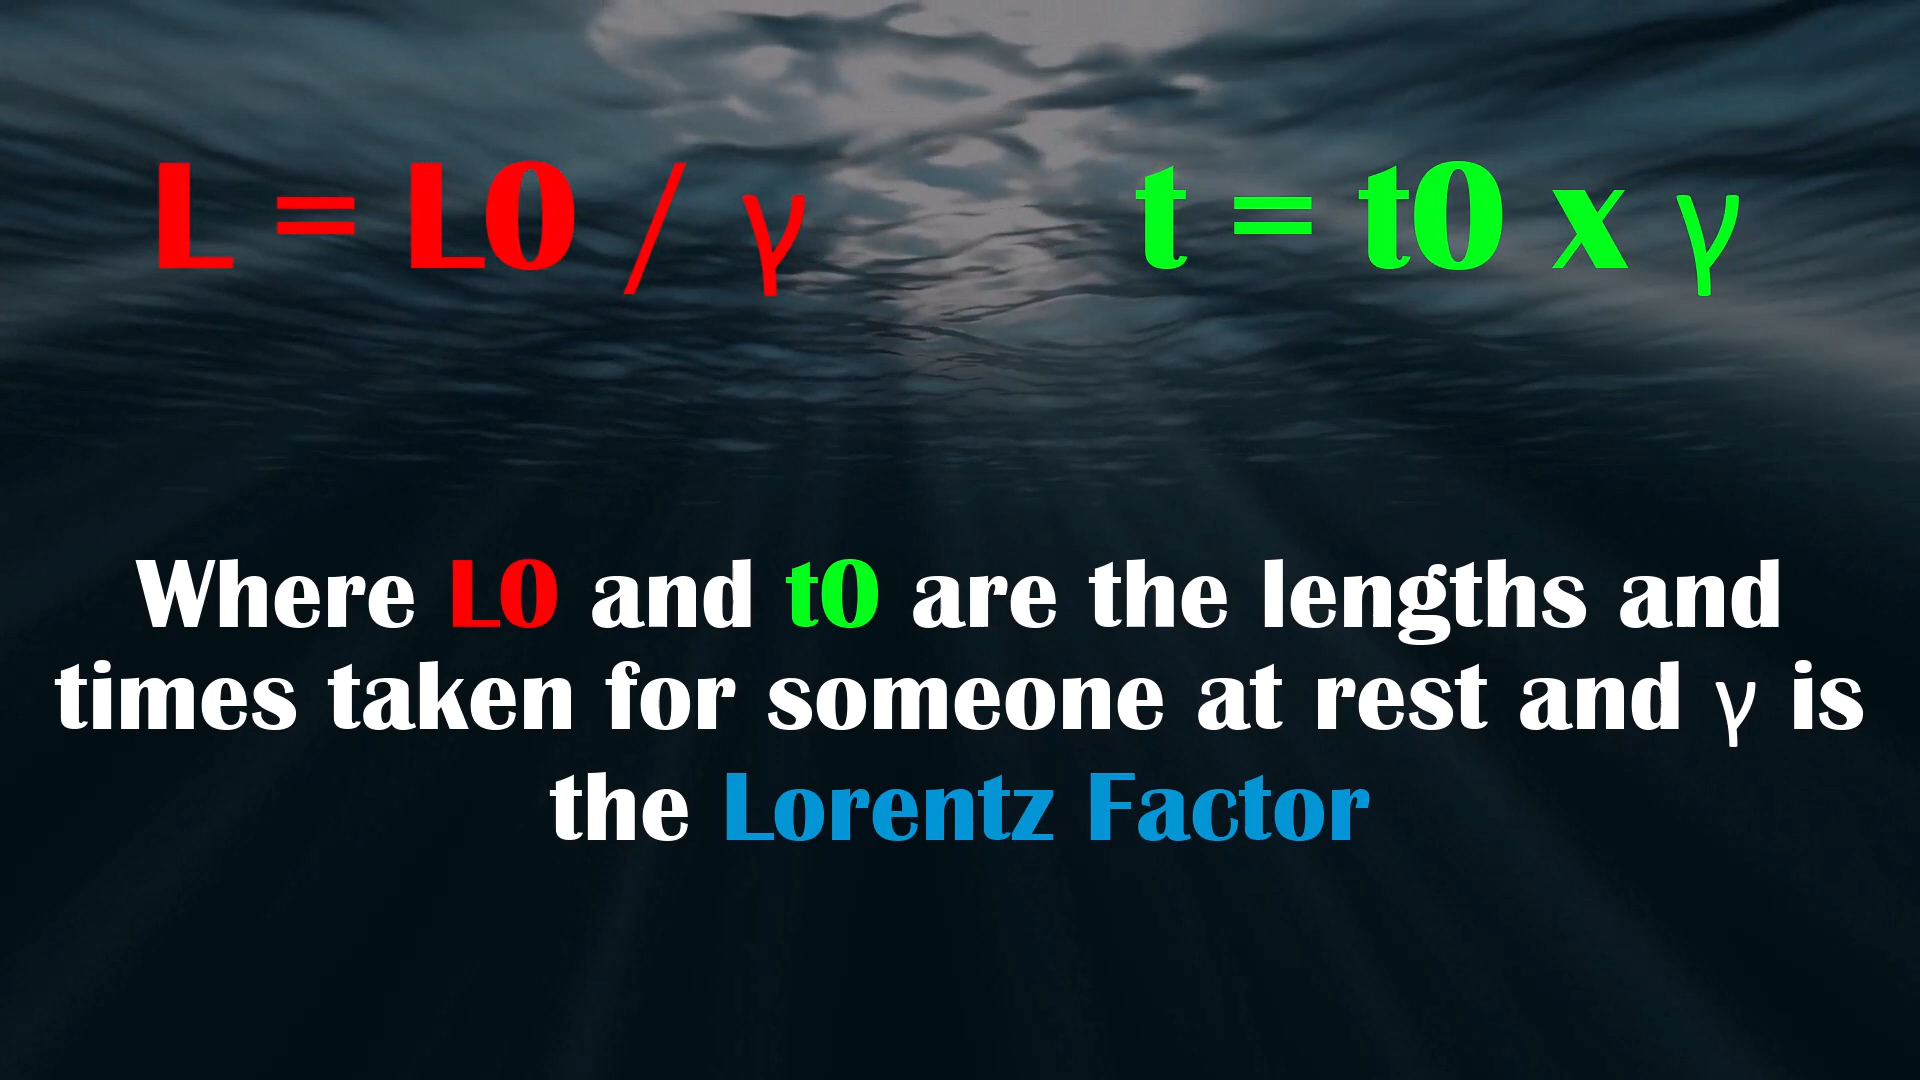 L = L0 / γ
t = t0 x γ
Where L0 and t0 are the lengths and
times taken for someone at rest and γ is
the Lorentz Factor